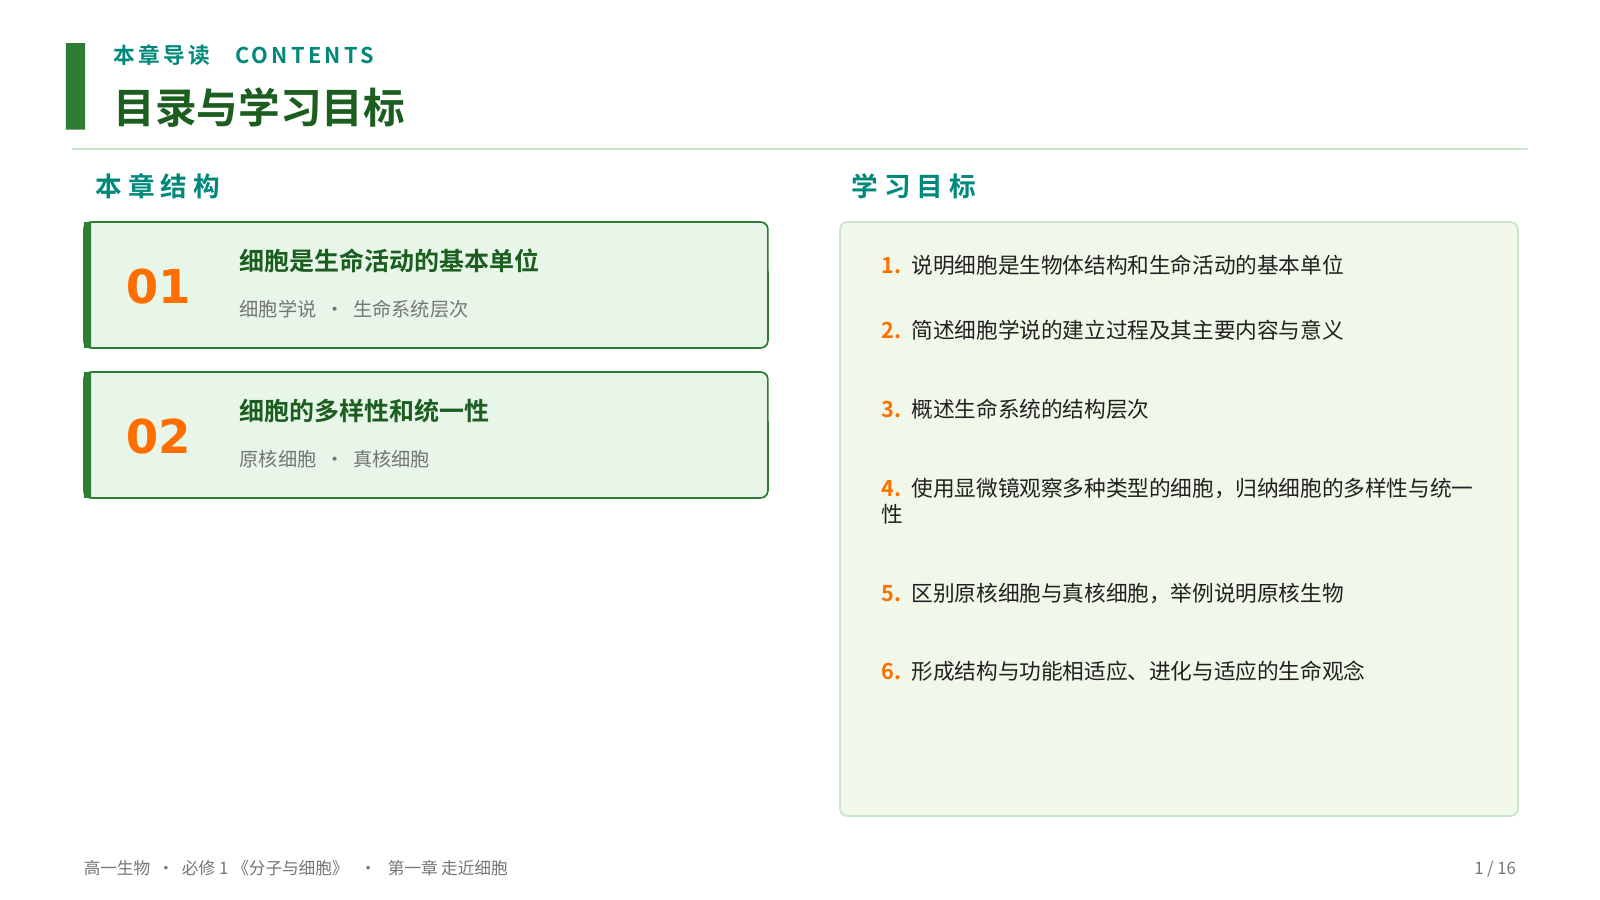 本章导读 CONTENTS
目录与学习目标
本章结构
01
细胞是生命活动的基本单位
细胞学说 · 生命系统层次
02
细胞的多样性和统一性
原核细胞 · 真核细胞
学习目标
1. 说明细胞是生物体结构和生命活动的基本单位
2. 简述细胞学说的建立过程及其主要内容与意义
3. 概述生命系统的结构层次
4. 使用显微镜观察多种类型的细胞，归纳细胞的多样性与统一
性
5. 区别原核细胞与真核细胞，举例说明原核生物
6. 形成结构与功能相适应、进化与适应的生命观念
高一生物 · 必修 1《分子与细胞》 · 第一章 走近细胞
1 / 16